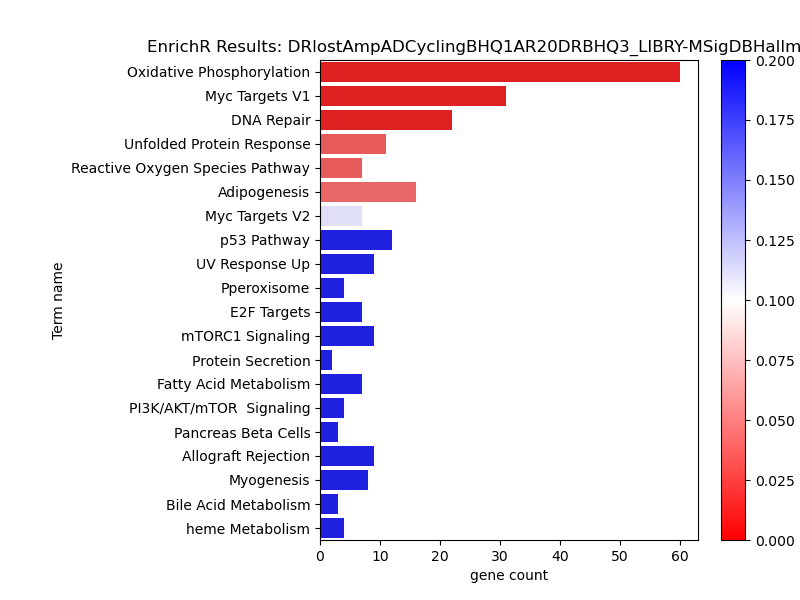 EnrichR Results: DRlostAmpADCyclingBHQ1AR20DRBHQ3_LIBRY-MSigDBHallm
Oxidative Phosphorylation
Myc Targets V1
DNA Repair
Unfolded Protein Response
Reactive Oxygen Species Pathway
Adipogenesis
Myc Targets V2
p53 Pathway
UV Response Up
Pperoxisome
E2F Targets
mTORC1 Signaling
Protein Secretion
Fatty Acid Metabolism
PI3K/AKT/mTOR  Signaling
Pancreas Beta Cells
Allograft Rejection
Myogenesis
Bile Acid Metabolism
heme Metabolism
Term name
0 10 20 30 40 50 60
gene count
0.200
0.175
0.150
0.125
0.100
0.075
0.050
0.025
0.000